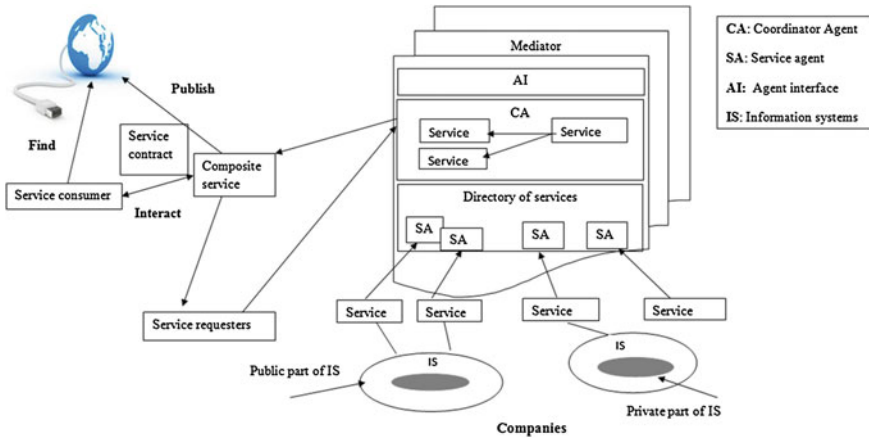 Mediator
AI
CA
Service
Service
Service
Directory of services
SA
SA
SA
SA
CA: Coordinator Agent
SA: Service agent
AI: Agent interface
IS: Information systems
Publish
Find
Service
contract
Composite
service
Service consumer
Interact
Service requesters
Service
Service
Service
Service
IS
IS
Public part of IS
Private part of IS
Companies